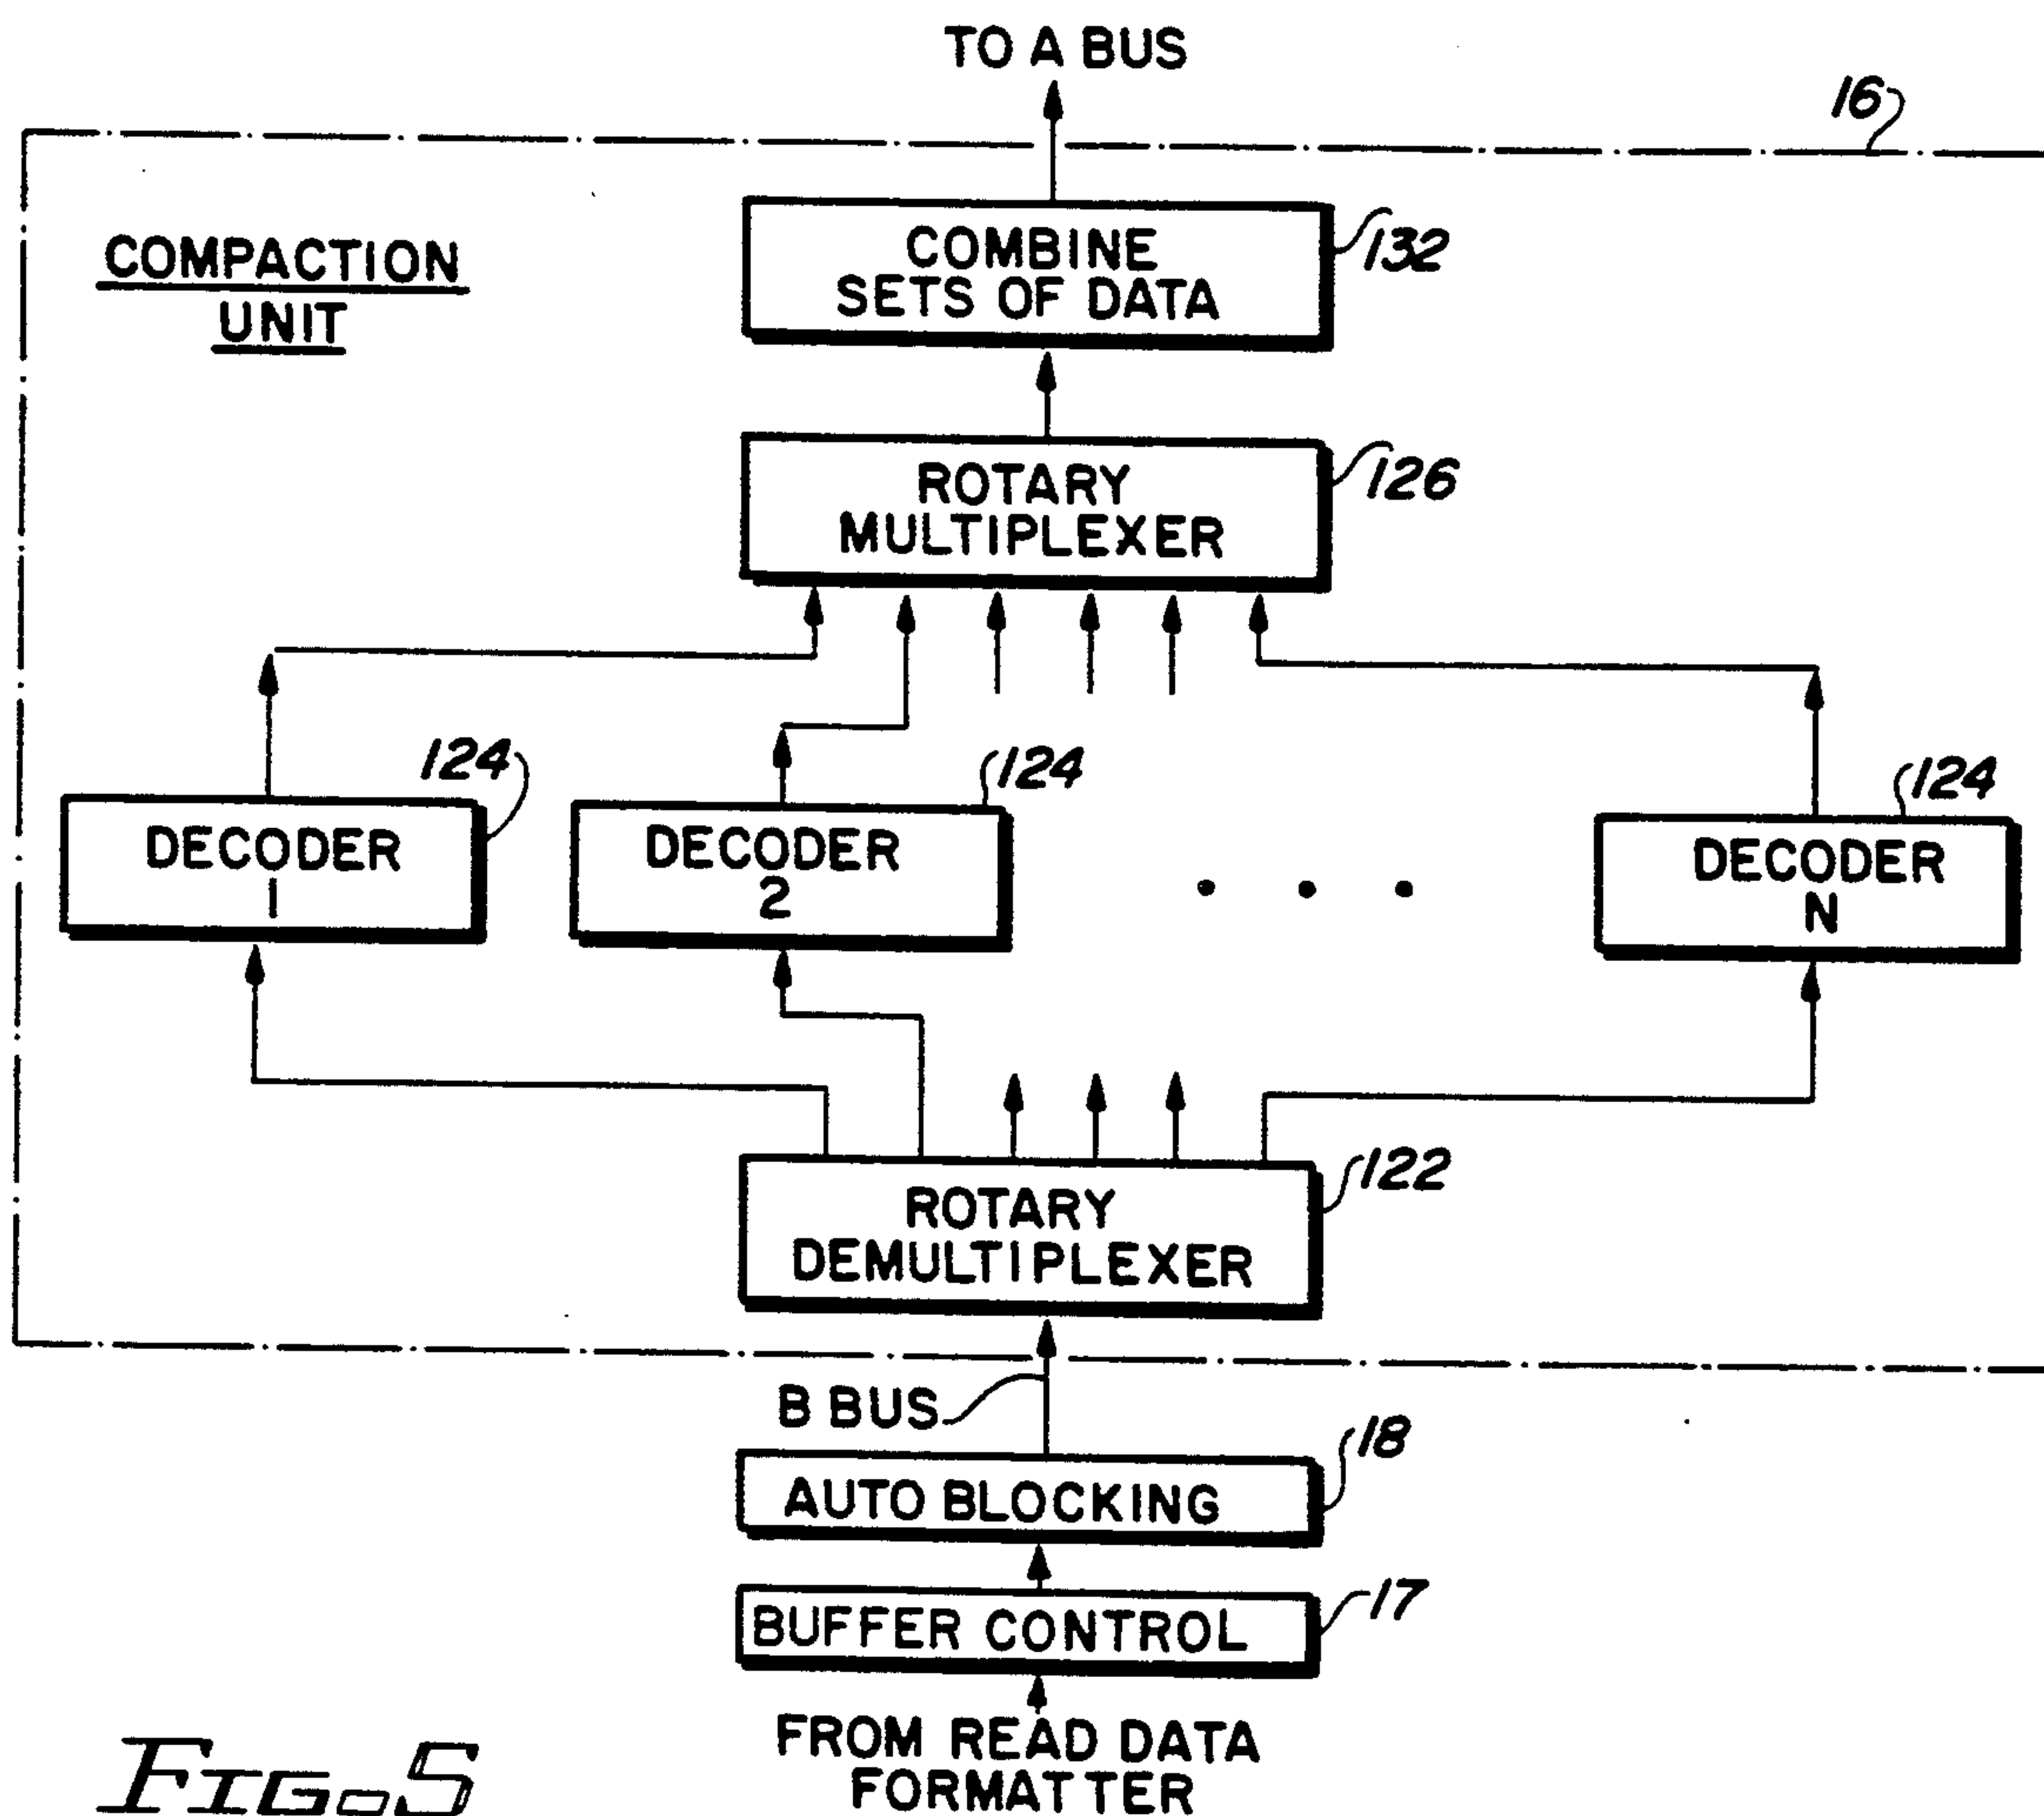 TO A BUS
16
COMPACTION
UNIT
COMBINE
SETS OF DATA
132
ROTARY
MULTIPLEXER
126
DECODER
1
124
DECODER
2
124
DECODER
N
124
ROTARY
DEMULTIPLEXER
122
B BUS
AUTO BLOCKING
18
BUFFER CONTROL
17
FROM READ DATA
FORMATTER
FIG. 5